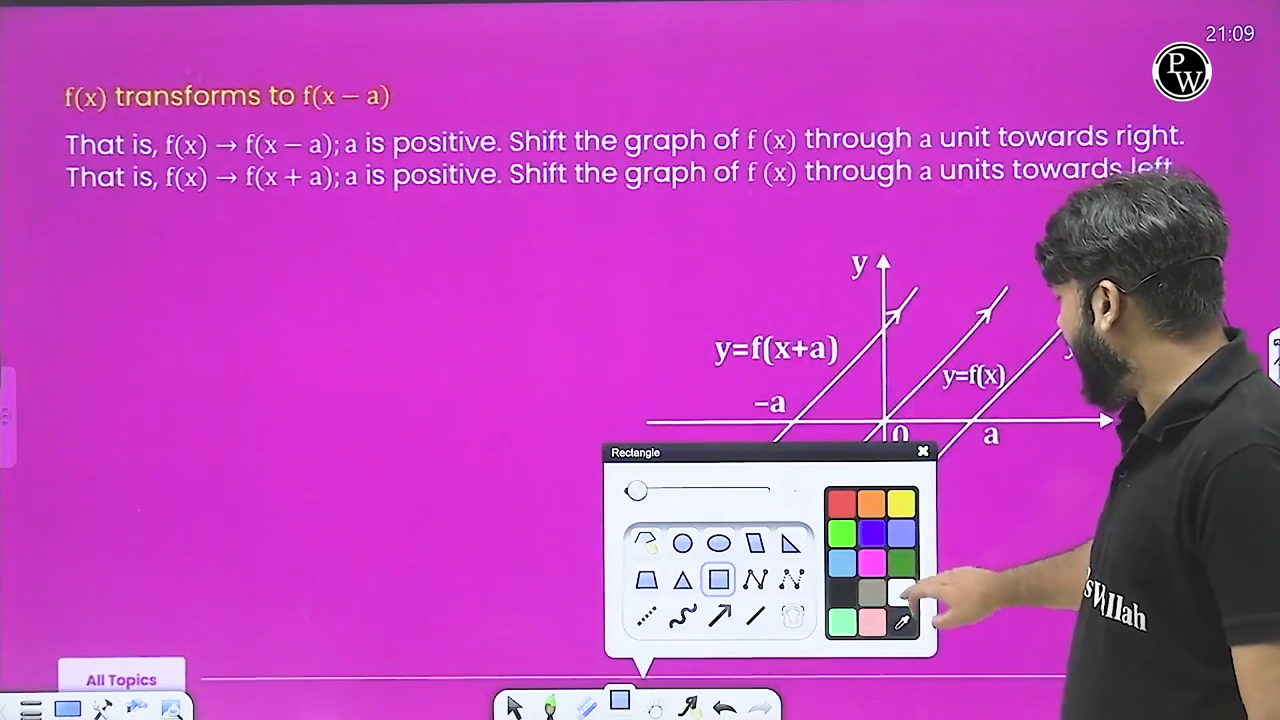 21:09
PW
f(x) transforms to f(x − a)
That is, f(x) → f(x − a); a is positive. Shift the graph of f (x) through a unit towards right.
That is, f(x) → f(x + a); a is positive. Shift the graph of f (x) through a units towards left
y
y=f(x+a)
y=f(x)
−a
0
a
Rectangle
All Topics